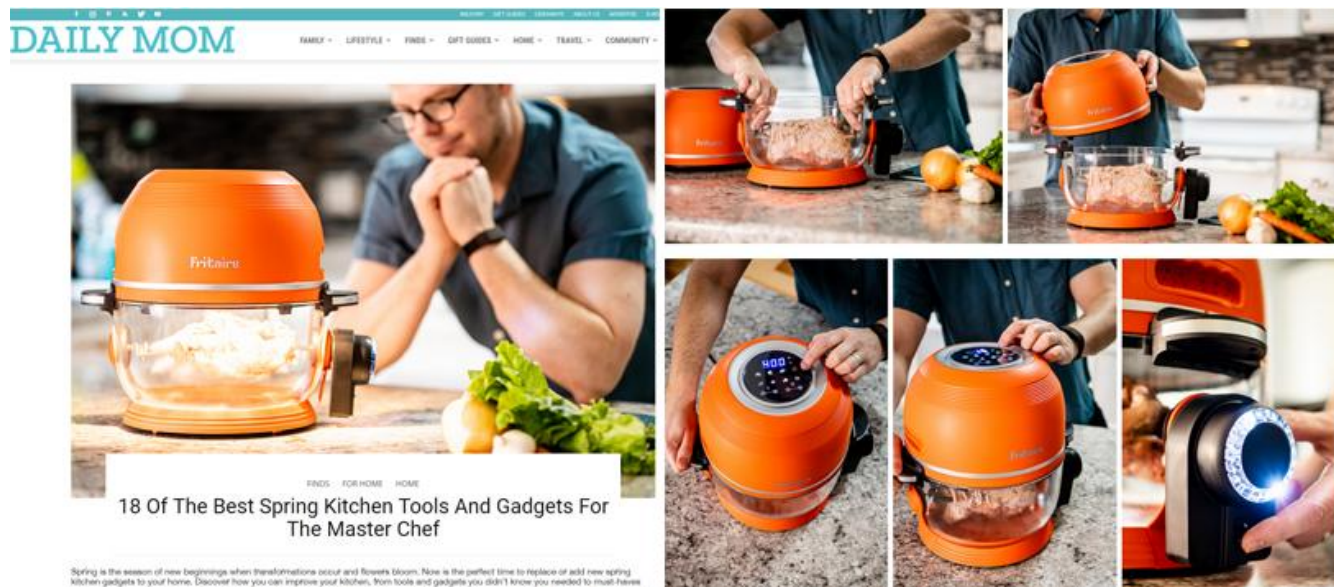 DAILY MOM
FAMILY
LIFESTYLE
FINDS
GIFT GUIDES
HOME
TRAVEL
COMMUNITY
Fritaire
FINDS FOR HOME HOME
18 Of The Best Spring Kitchen Tools And Gadgets For
The Master Chef
Spring is the season of new beginnings when transformations occur and flowers bloom. Now is the perfect time to replace or add new spring
kitchen gadgets to your home. Discover how you can improve your kitchen, from tools and gadgets you didn't know you needed to must-haves
Fritaire
Fritaire
400
Fritaire